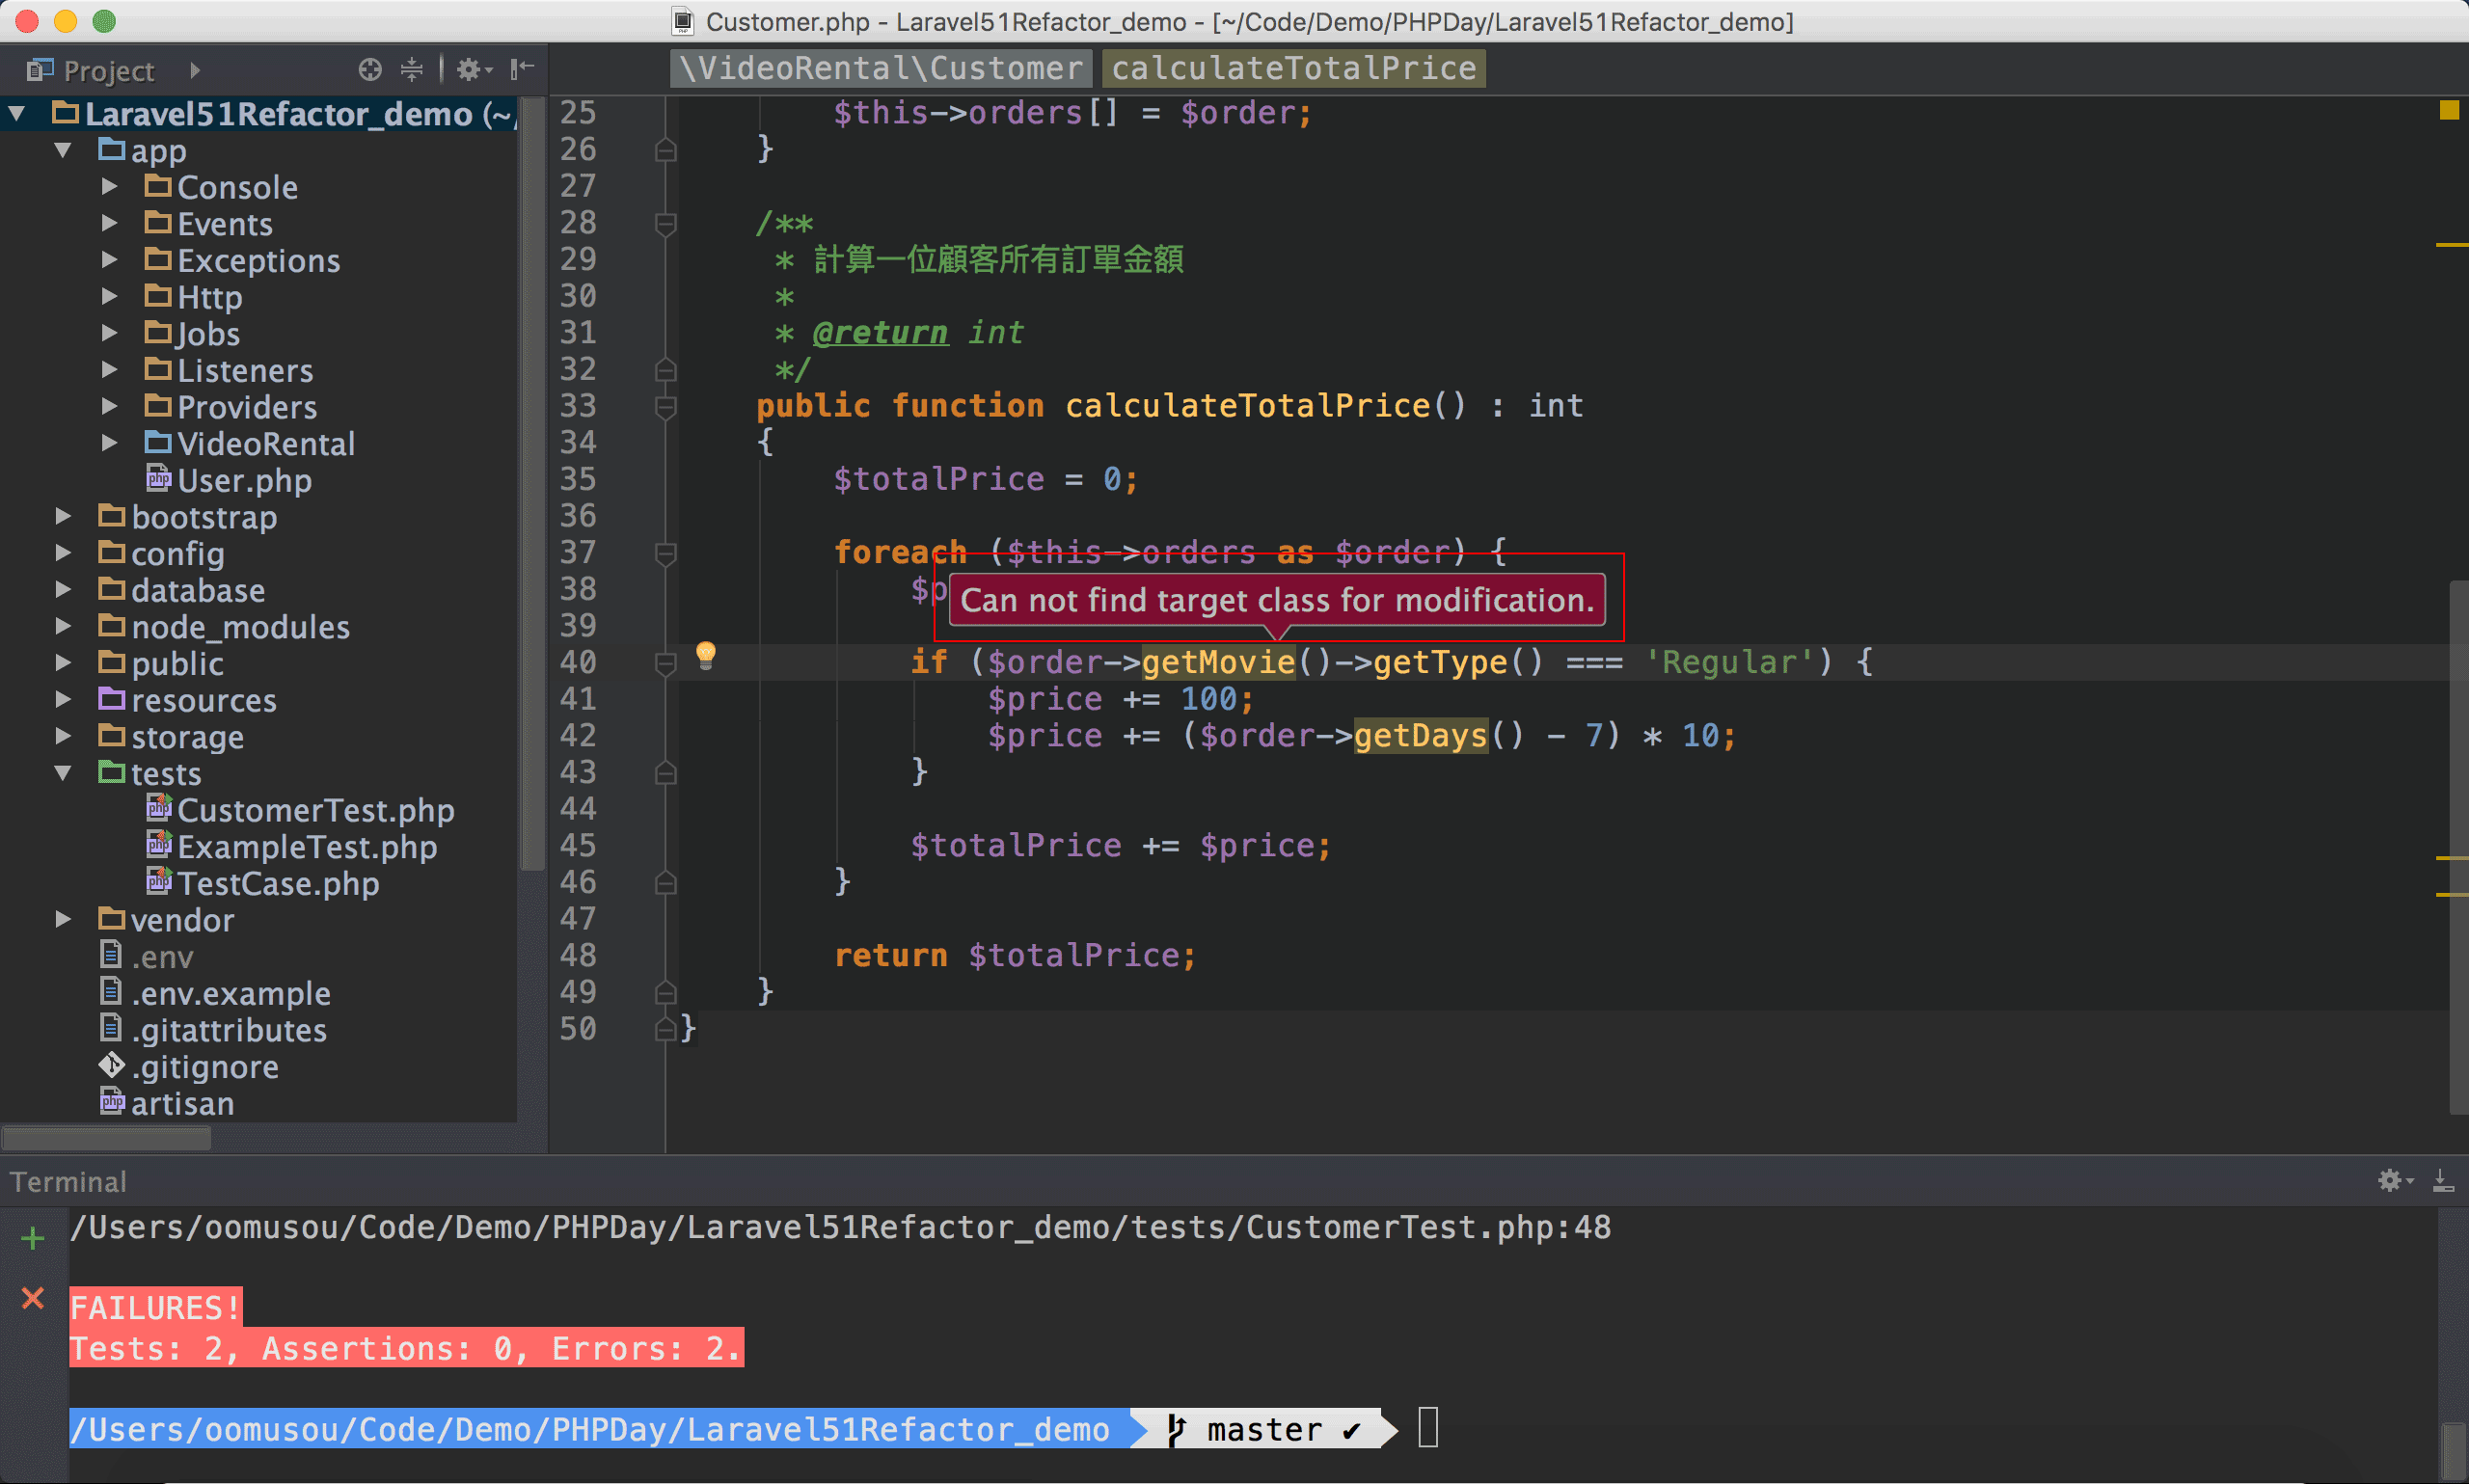 Customer.php - Laravel51Refactor_demo - [~/Code/Demo/PHPDay/Laravel51Refactor_demo]
Project
\VideoRental\Customer calculateTotalPrice
Laravel51Refactor_demo (~/
app
Console
Events
Exceptions
Http
Jobs
Listeners
Providers
VideoRental
User.php
bootstrap
config
database
node_modules
public
resources
storage
tests
CustomerTest.php
ExampleTest.php
TestCase.php
vendor
.env
.env.example
.gitattributes
.gitignore
artisan
25 $this->orders[] = $order;
26 }
27
28 /**
29 * 計算一位顧客所有訂單金額
30 *
31 * @return int
32 */
33 public function calculateTotalPrice() : int
34 {
35 $totalPrice = 0;
36
37 foreach ($this->orders as $order) {
38 $p
Can not find target class for modification.
39
40 if ($order->getMovie()->getType() === 'Regular') {
41 $price += 100;
42 $price += ($order->getDays() - 7) * 10;
43 }
44
45 $totalPrice += $price;
46 }
47
48 return $totalPrice;
49 }
50 }
Terminal
/Users/oomusou/Code/Demo/PHPDay/Laravel51Refactor_demo/tests/CustomerTest.php:48
FAILURES!
Tests: 2, Assertions: 0, Errors: 2.
/Users/oomusou/Code/Demo/PHPDay/Laravel51Refactor_demo master ✔